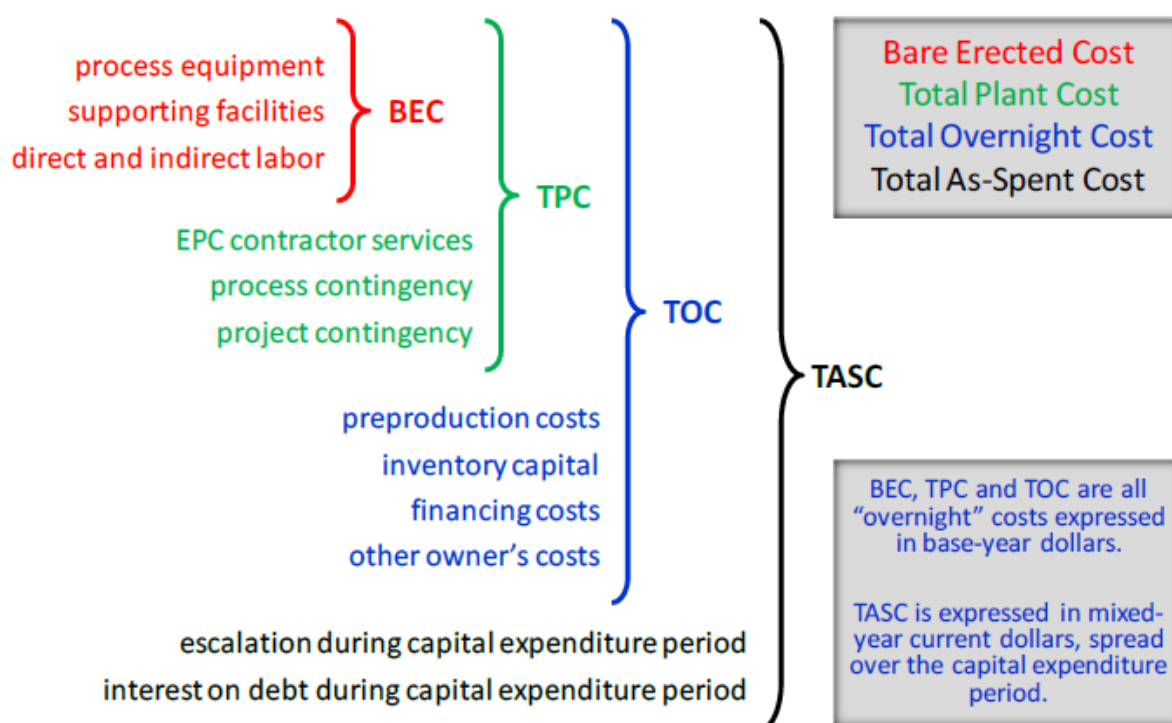 process equipment
supporting facilities
direct and indirect labor
BEC
EPC contractor services
process contingency
project contingency
TPC
preproduction costs
inventory capital
financing costs
other owner's costs
TOC
escalation during capital expenditure period
interest on debt during capital expenditure period
TASC
Bare Erected Cost
Total Plant Cost
Total Overnight Cost
Total As-Spent Cost
BEC, TPC and TOC are all
“overnight” costs expressed
in base-year dollars.
TASC is expressed in mixed-
year current dollars, spread
over the capital expenditure
period.